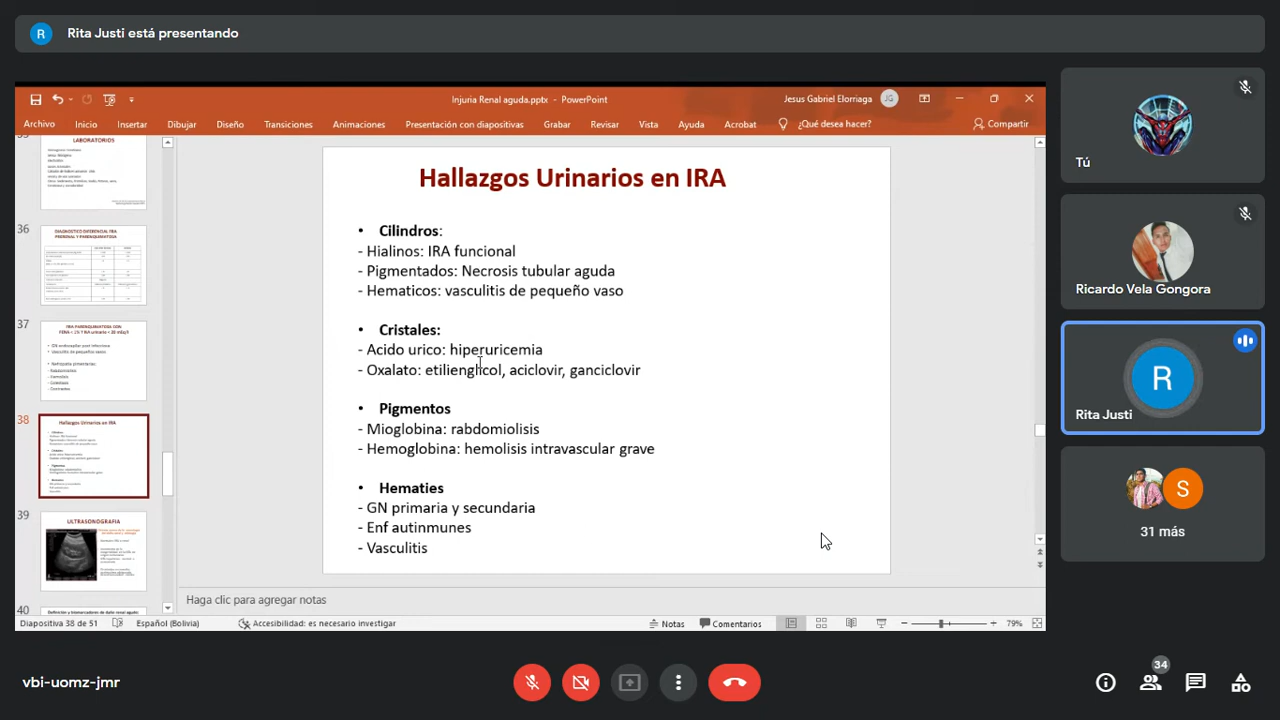 R Rita Justi está presentando
Injuria Renal aguda.pptx - PowerPoint
Jesus Gabriel Elorriaga JG
Archivo Inicio Insertar Dibujar Diseño Transiciones Animaciones Presentación con diapositivas Grabar Revisar Vista Ayuda Acrobat ¿Qué desea hacer? Compartir
LABORATORIOS
36
DIAGNOSTICO DIFERENCIAL IRA
PRERENAL Y PARENQUIMATOSA
37
38
Hallazgos Urinarios en IRA
39
ULTRASONOGRAFIA
40
Hallazgos Urinarios en IRA
• Cilindros:
- Hialinos: IRA funcional
- Pigmentados: Necrosis tubular aguda
- Hematicos: vasculitis de pequeño vaso
• Cristales:
- Acido urico: hiperuricemia
- Oxalato: etilienglicol, aciclovir, ganciclovir
• Pigmentos
- Mioglobina: rabdomiolisis
- Hemoglobina: hemolisis intravascular grave
• Hematies
- GN primaria y secundaria
- Enf autinmunes
- Vasculitis
Haga clic para agregar notas
Diapositiva 38 de 51 Español (Bolivia) Accesibilidad: es necesario investigar Notas Comentarios 79%
Tú
Ricardo Vela Gongora
R
Rita Justi
S
31 más
vbi-uomz-jmr
34